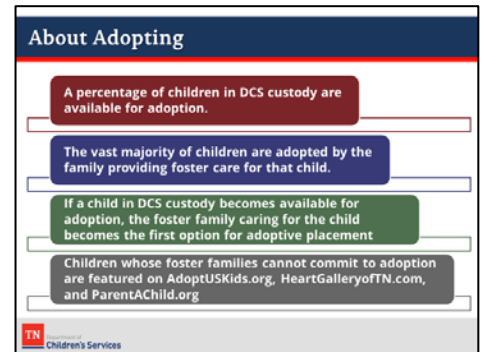 About Adopting
A percentage of children in DCS custody are
available for adoption.
The vast majority of children are adopted by the
family providing foster care for that child.
If a child in DCS custody becomes available for
adoption, the foster family caring for the child
becomes the first option for adoptive placement
Children whose foster families cannot commit to adoption
are featured on AdoptUSKids.org, HeartGalleryofTN.com,
and ParentAChild.org
TN
Department of
Children's Services